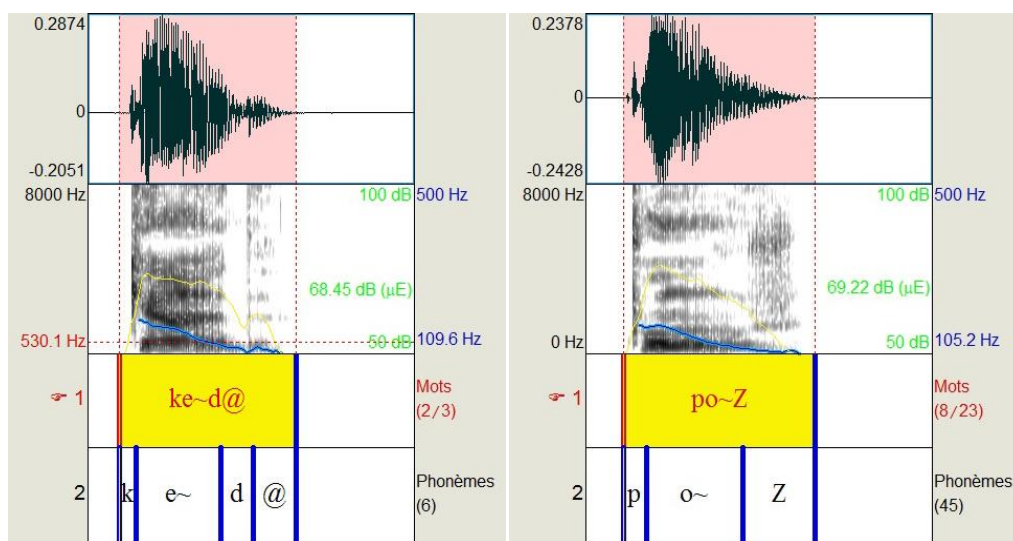 0.2874
0
-0.2051
8000 Hz
100 dB
500 Hz
68.45 dB (µE)
530.1 Hz
50 dB
109.6 Hz
☞ 1
ke~d@
Mots
(2/3)
2
k
e~
d
@
Phonèmes
(6)
0.2378
0
-0.2428
8000 Hz
100 dB
500 Hz
69.22 dB (µE)
0 Hz
50 dB
105.2 Hz
☞ 1
po~Z
Mots
(8/23)
2
p
o~
Z
Phonèmes
(45)